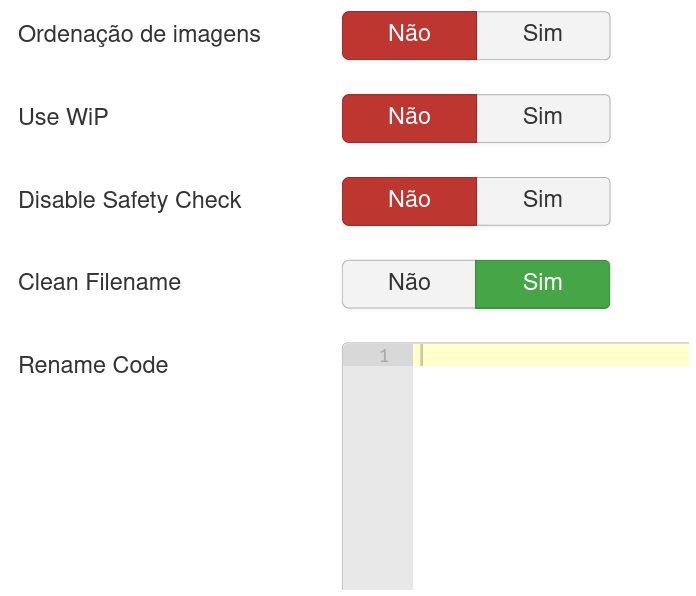 Ordenação de imagens Não Sim
Use WiP Não Sim
Disable Safety Check Não Sim
Clean Filename Não Sim
Rename Code 1